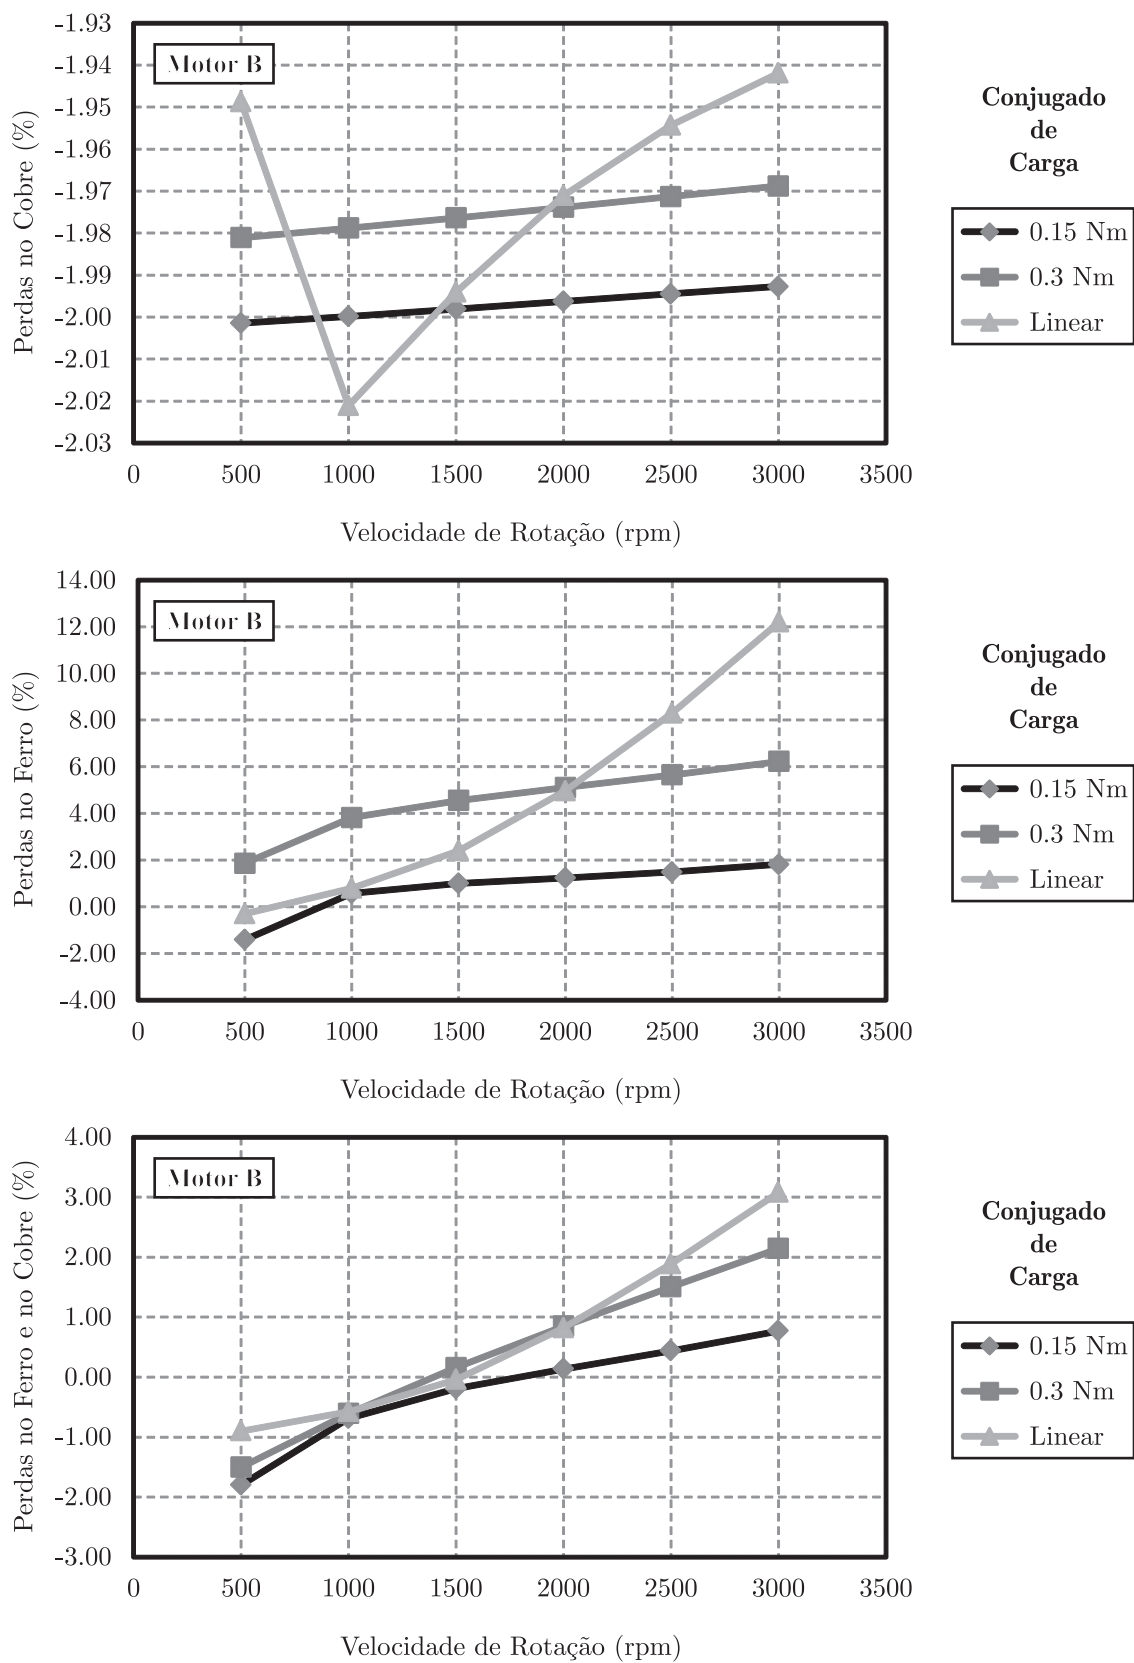 Perdas no Cobre (%)
-1.93
-1.94
-1.95
-1.96
-1.97
-1.98
-1.99
-2.00
-2.01
-2.02
-2.03
Motor B
0 500 1000 1500 2000 2500 3000 3500
Velocidade de Rotação (rpm)
Conjugado
de
Carga
0.15 Nm
0.3 Nm
Linear
Perdas no Ferro (%)
14.00
12.00
10.00
8.00
6.00
4.00
2.00
0.00
-2.00
-4.00
Motor B
0 500 1000 1500 2000 2500 3000 3500
Velocidade de Rotação (rpm)
Conjugado
de
Carga
0.15 Nm
0.3 Nm
Linear
Perdas no Ferro e no Cobre (%)
4.00
3.00
2.00
1.00
0.00
-1.00
-2.00
-3.00
Motor B
0 500 1000 1500 2000 2500 3000 3500
Velocidade de Rotação (rpm)
Conjugado
de
Carga
0.15 Nm
0.3 Nm
Linear